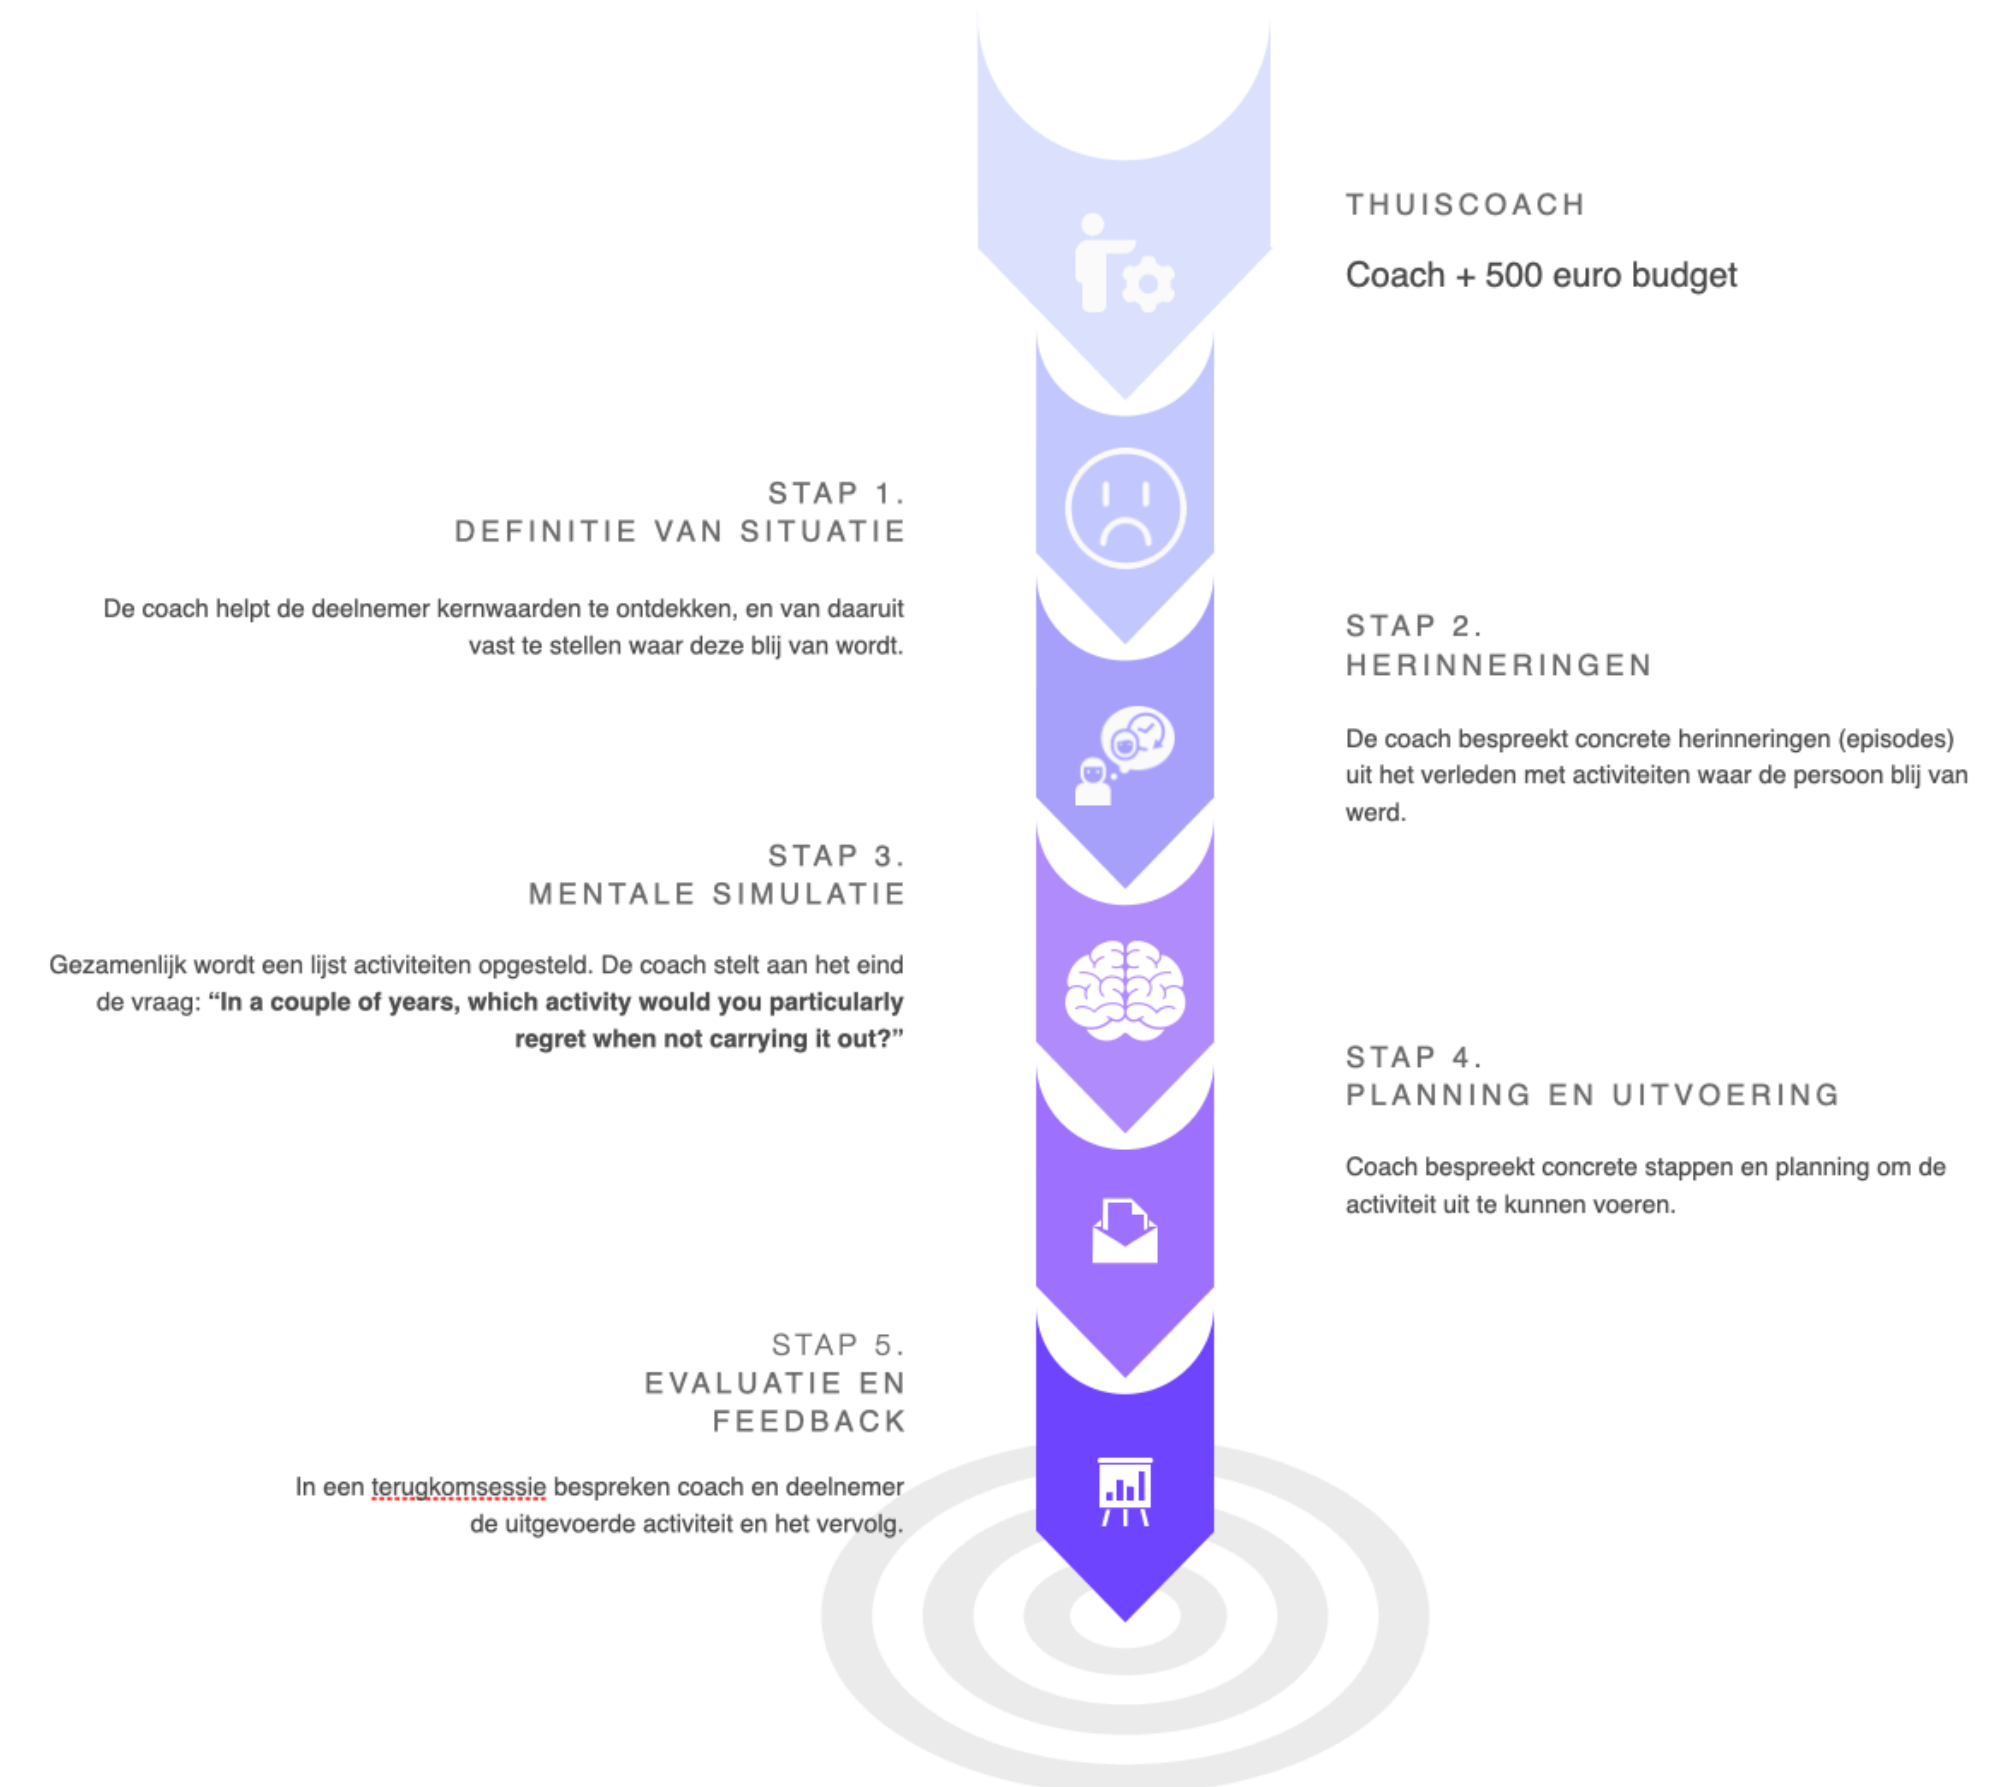 THUISCOACH
Coach + 500 euro budget
STAP 1.
DEFINITIE VAN SITUATIE
De coach helpt de deelnemer kernwaarden te ontdekken, en van daaruit
vast te stellen waar deze blij van wordt.
STAP 2.
HERINNERINGEN
De coach bespreekt concrete herinneringen (episodes)
uit het verleden met activiteiten waar de persoon blij van
werd.
STAP 3.
MENTALE SIMULATIE
Gezamenlijk wordt een lijst activiteiten opgesteld. De coach stelt aan het eind
de vraag: “In a couple of years, which activity would you particularly
regret when not carrying it out?”
STAP 4.
PLANNING EN UITVOERING
Coach bespreekt concrete stappen en planning om de
activiteit uit te kunnen voeren.
STAP 5.
EVALUATIE EN
FEEDBACK
In een terugkomsessie bespreken coach en deelnemer
de uitgevoerde activiteit en het vervolg.